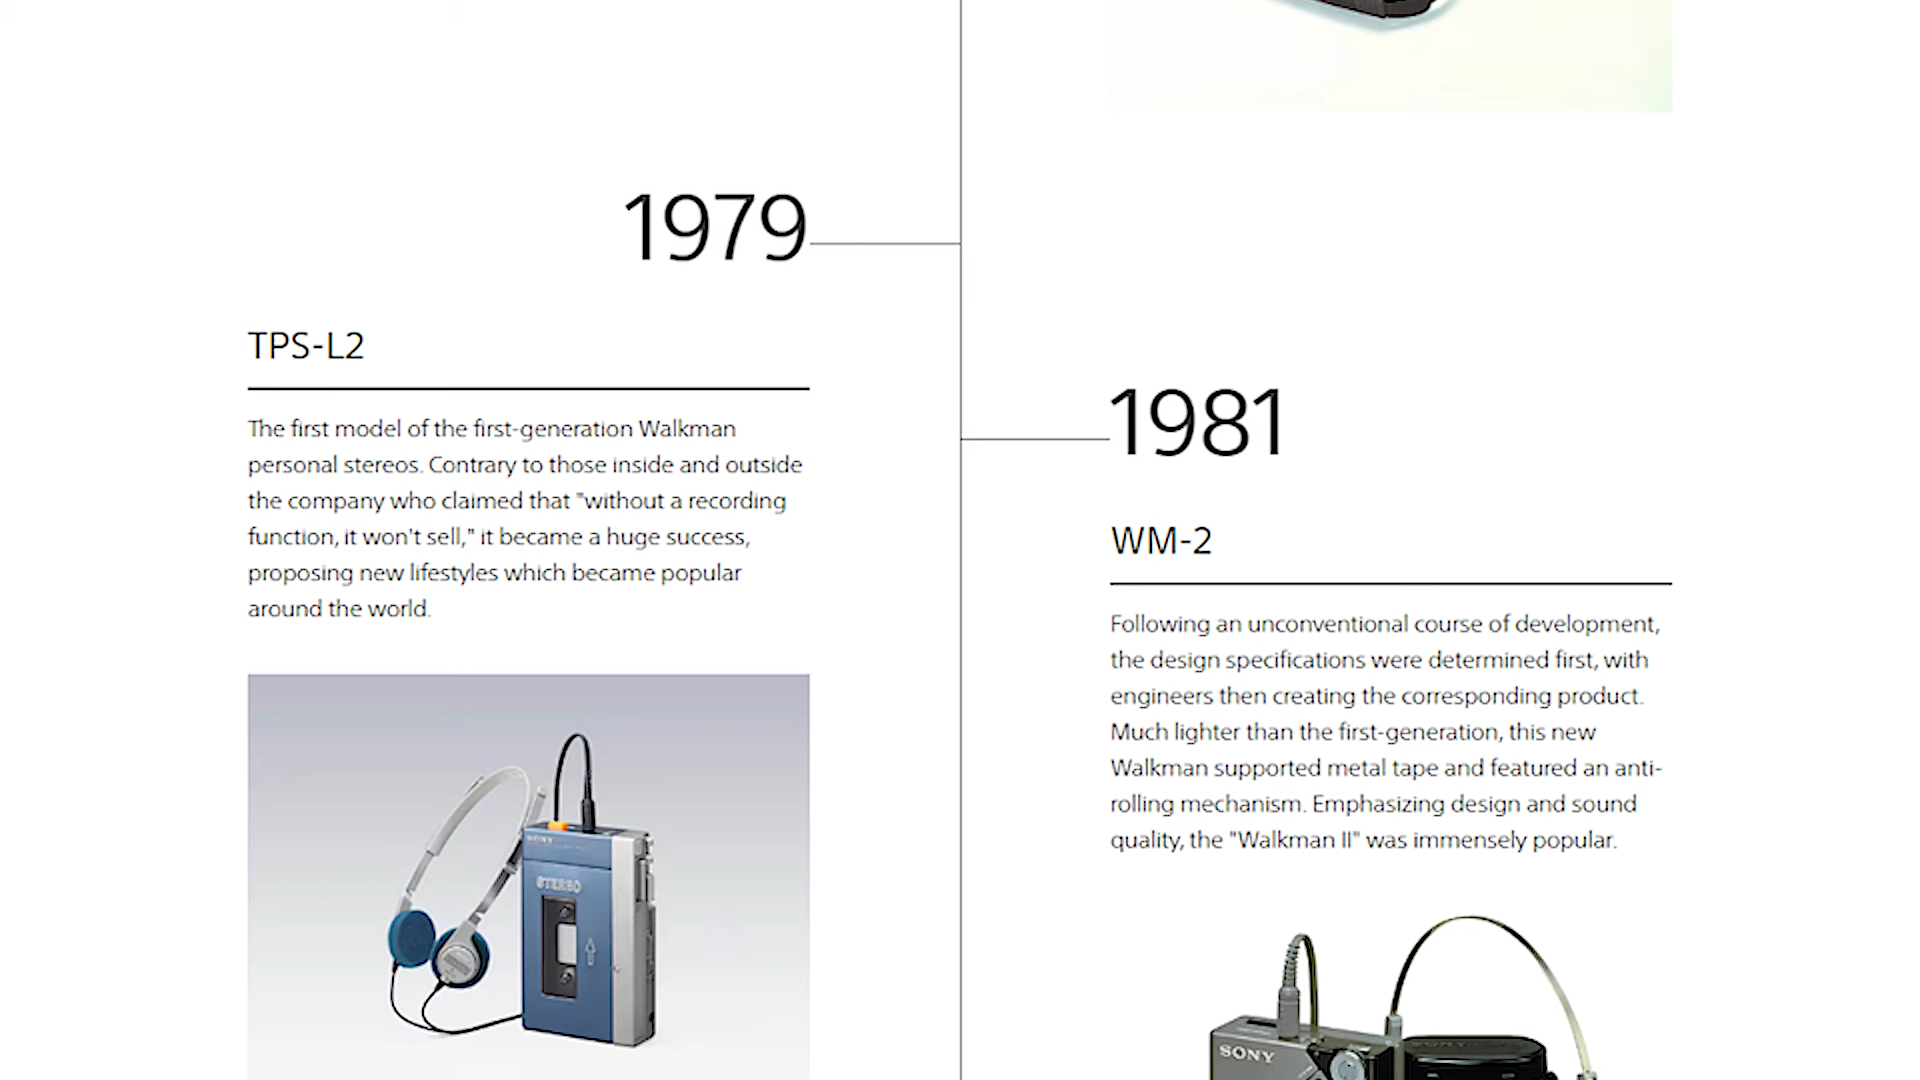 1979
TPS-L2
The first model of the first-generation Walkman
personal stereos. Contrary to those inside and outside
the company who claimed that "without a recording
function, it won't sell," it became a huge success,
proposing new lifestyles which became popular
around the world.
SONY
STEREO
1981
WM-2
Following an unconventional course of development,
the design specifications were determined first, with
engineers then creating the corresponding product.
Much lighter than the first-generation, this new
Walkman supported metal tape and featured an anti-
rolling mechanism. Emphasizing design and sound
quality, the "Walkman II" was immensely popular.
SONY